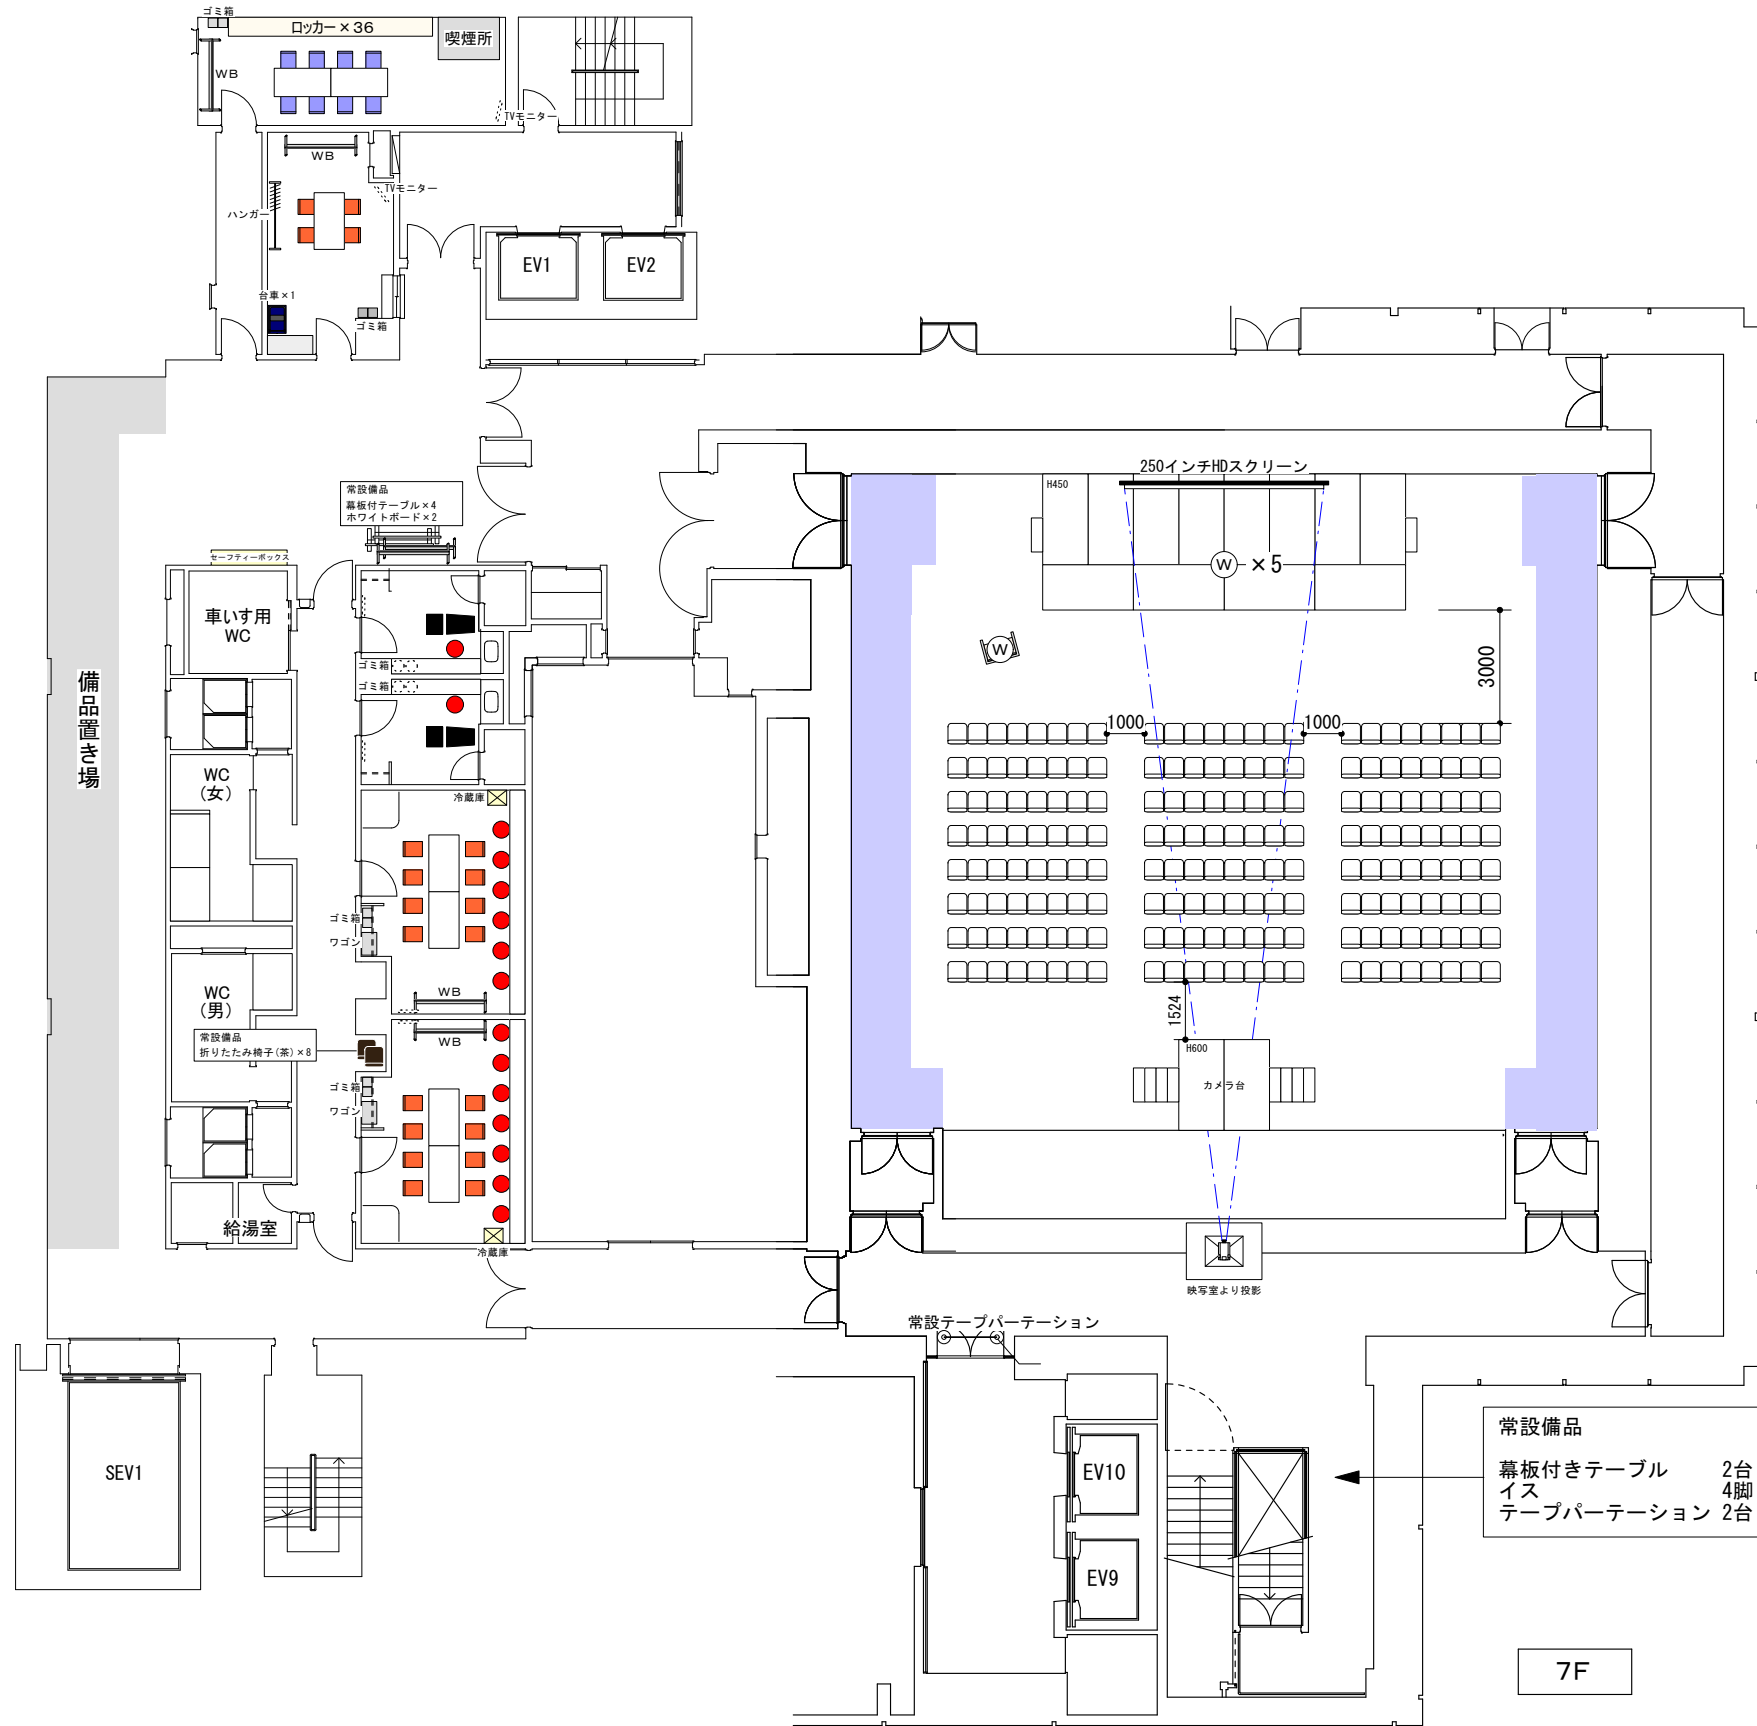 ゴミ箱
ロッカー×36
喫煙所
WB
TVモニター
WB
TVモニター
ハンガー
台車×1
ゴミ箱
EV1
EV2
常設備品
幕板付テーブル×4
ホワイトボード×2
セーフティーボックス
車いす用
WC
ゴミ箱
ゴミ箱
備品置き場
WC
(女)
冷蔵庫
ゴミ箱
ワゴン
WB
WC
(男)
WB
常設備品
折りたたみ椅子(茶)×8
ゴミ箱
ワゴン
給湯室
冷蔵庫
250インチHDスクリーン
H450
W ×5
W
3000
1000
1000
1524
H600
カメラ台
映写室より投影
常設テープパーテーション
SEV1
EV10
EV9
常設備品
幕板付きテーブル 2台
イス 4脚
テープパーテーション 2台
7F